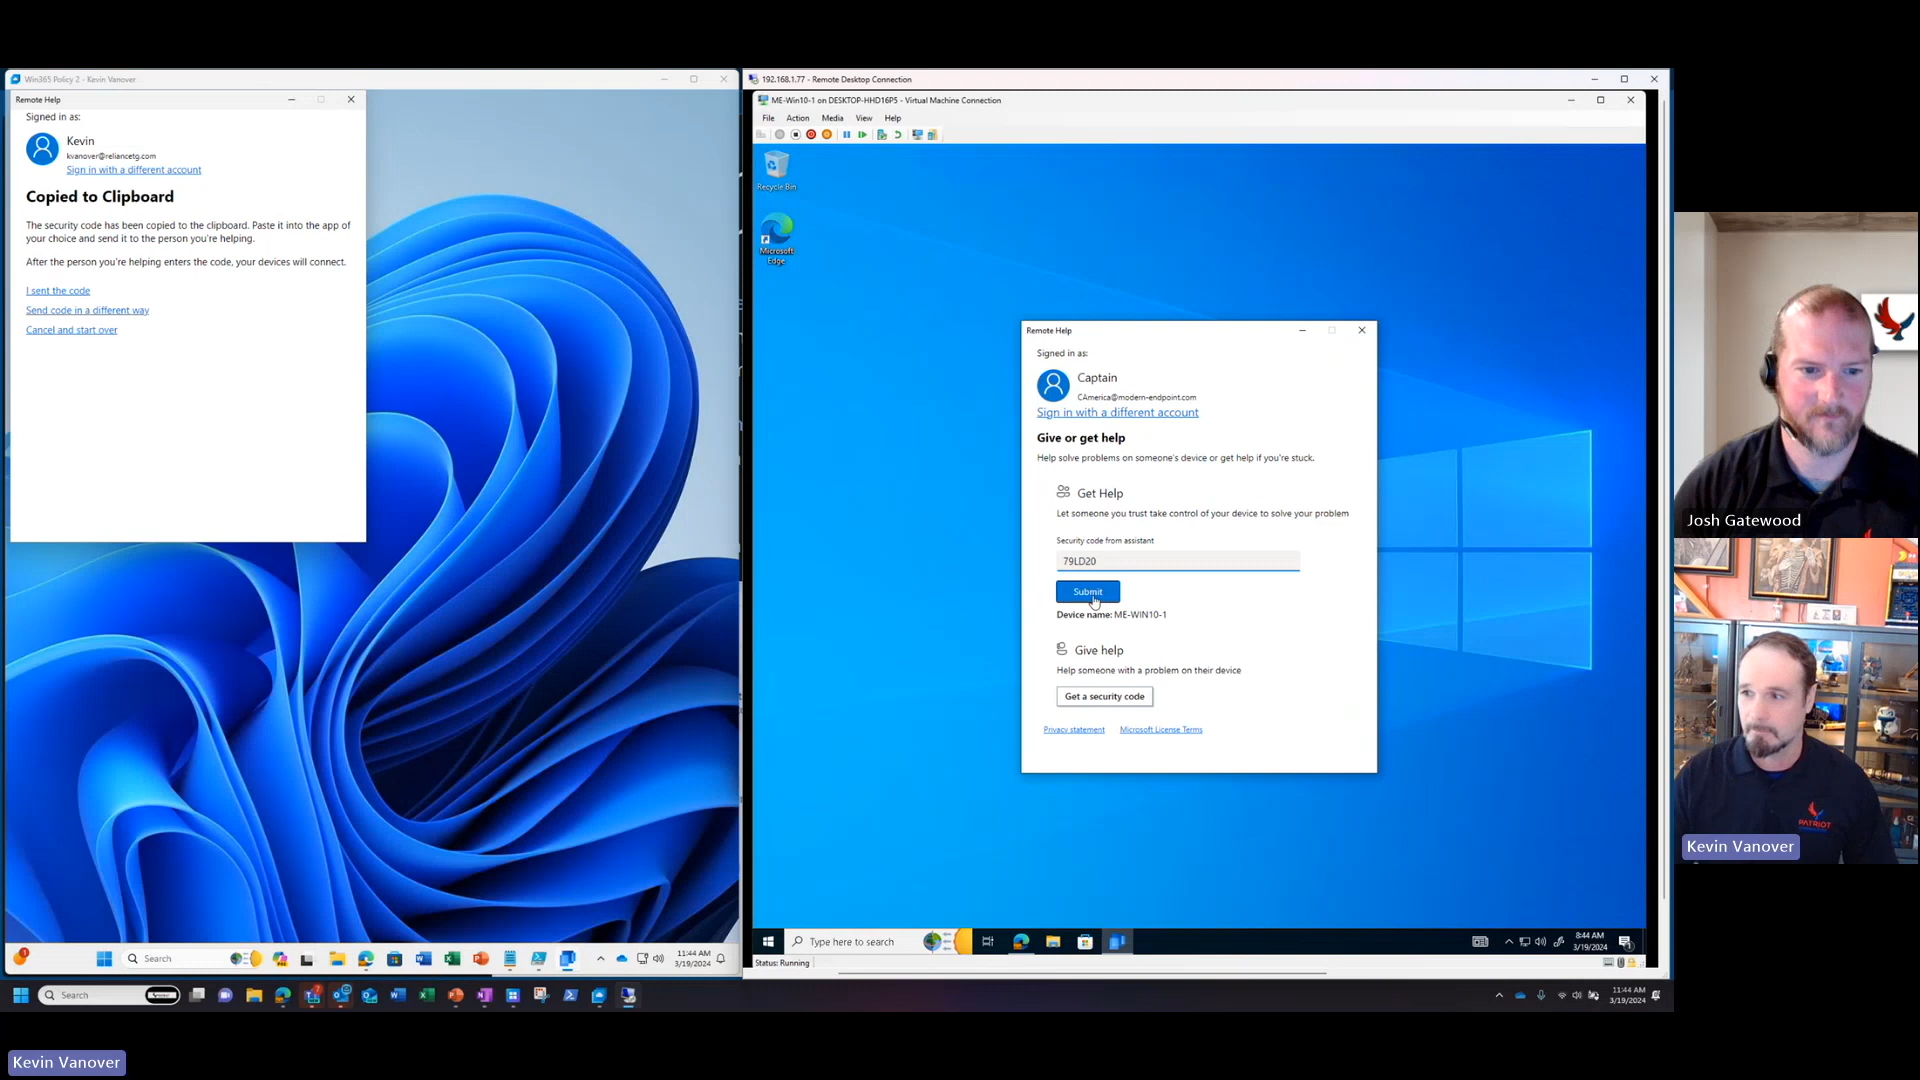 Win365 Policy 2 - Kevin Vanover
Remote Help
Signed in as:
Kevin
kvanover@reliancetg.com
Sign in with a different account
Copied to Clipboard
The security code has been copied to the clipboard. Paste it into the app of
your choice and send it to the person you're helping.
After the person you're helping enters the code, your devices will connect.
I sent the code
Send code in a different way
Cancel and start over
Search
11:44 AM
3/19/2024
192.168.1.77 - Remote Desktop Connection
ME-Win10-1 on DESKTOP-HHD16P5 - Virtual Machine Connection
File Action Media View Help
Recycle Bin
Microsoft
Edge
Remote Help
Signed in as:
Captain
CAmerica@modern-endpoint.com
Sign in with a different account
Give or get help
Help solve problems on someone's device or get help if you're stuck.
Get Help
Let someone you trust take control of your device to solve your problem
Security code from assistant
79LD20
Submit
Device name: ME-WIN10-1
Give help
Help someone with a problem on their device
Get a security code
Privacy statement Microsoft License Terms
Type here to search
8:44 AM
3/19/2024
Status: Running
Search
11:44 AM
3/19/2024
Josh Gatewood
PATRIOT
Kevin Vanover
Kevin Vanover